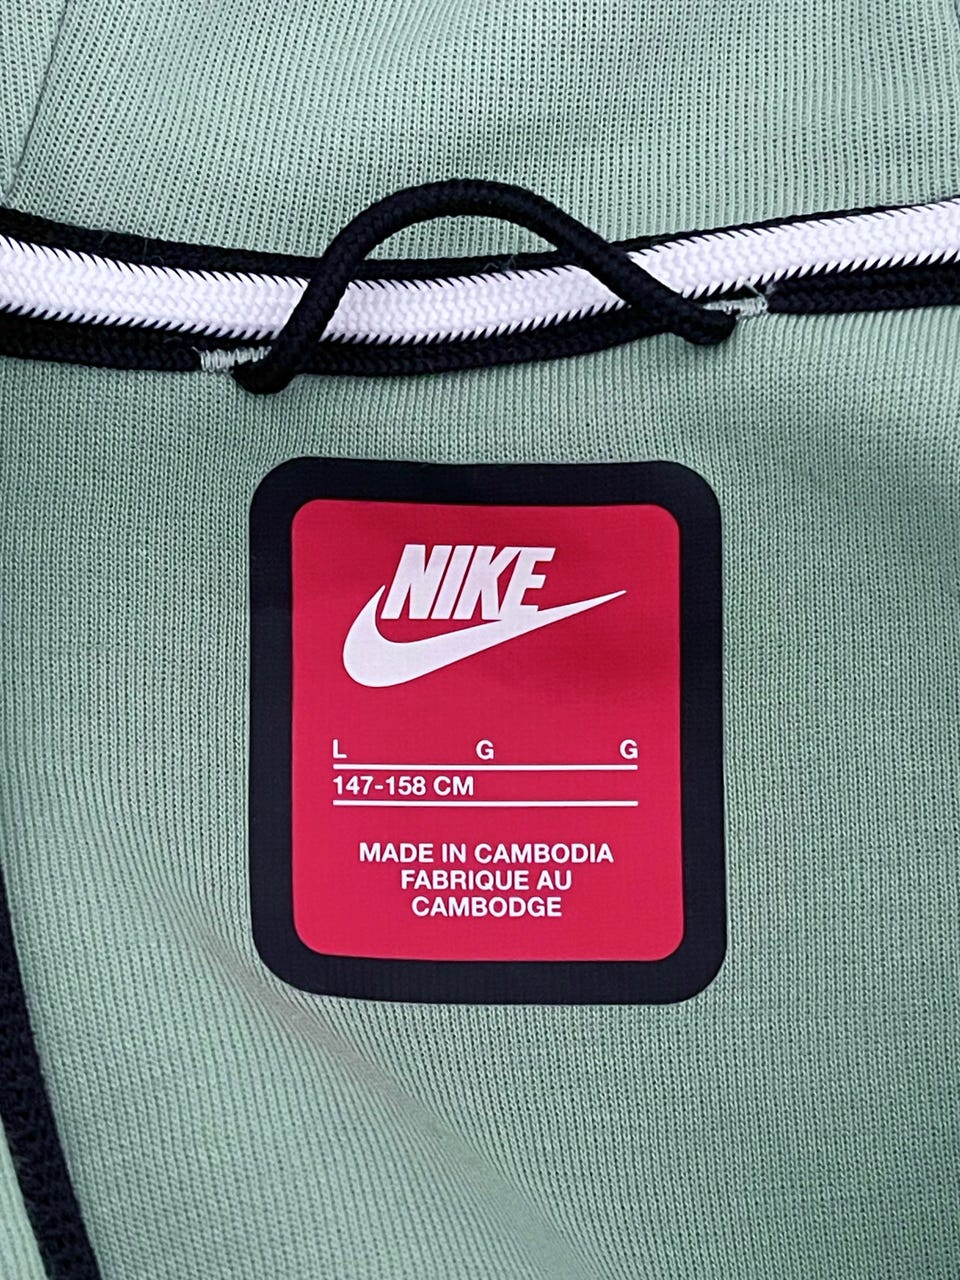 NIKE
L G G
147-158 CM
MADE IN CAMBODIA
FABRIQUE AU
CAMBODGE